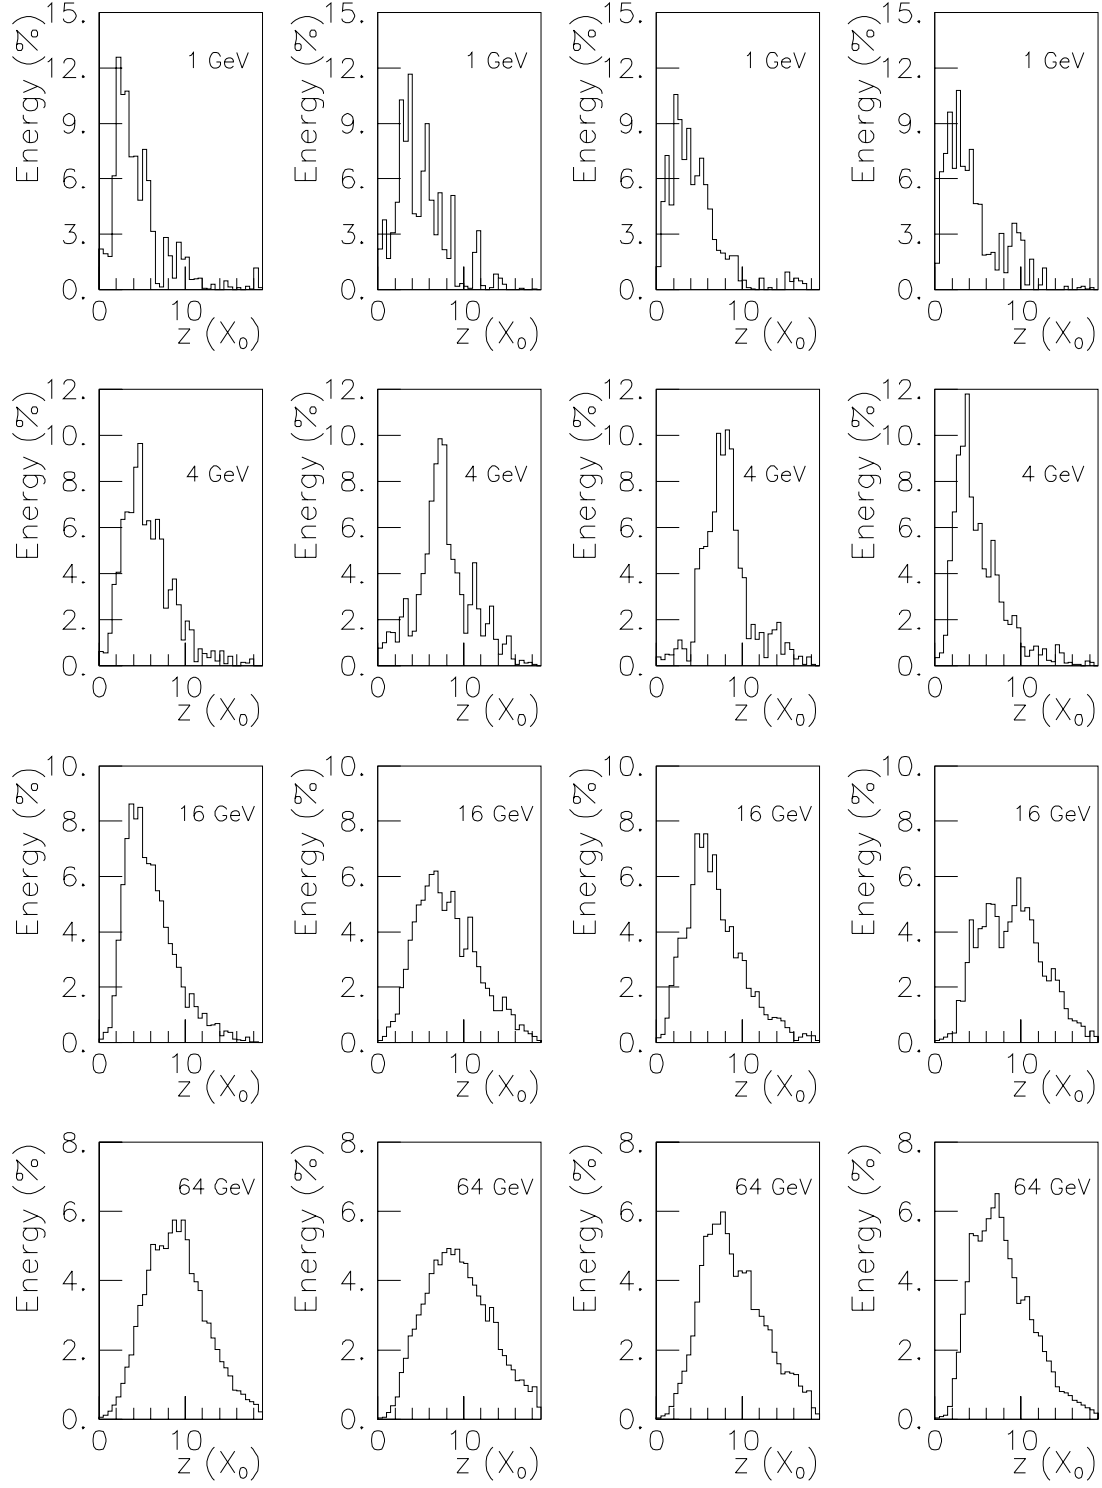 15. 15. 15. 15.
Energy (%) Energy (%) Energy (%) Energy (%)
1 GeV 1 GeV 1 GeV 1 GeV
12. 12. 12. 12.
9. 9. 9. 9.
6. 6. 6. 6.
3. 3. 3. 3.
0. 0. 0. 0.
0 10 0 10 0 10 0 10
z (X0) z (X0) z (X0) z (X0)
12. 12. 12. 12.
Energy (%) Energy (%) Energy (%) Energy (%)
10. 10. 10. 10.
4 GeV 4 GeV 4 GeV 4 GeV
8. 8. 8. 8.
6. 6. 6. 6.
4. 4. 4. 4.
2. 2. 2. 2.
0. 0. 0. 0.
0 10 0 10 0 10 0 10
z (X0) z (X0) z (X0) z (X0)
10. 10. 10. 10.
Energy (%) Energy (%) Energy (%) Energy (%)
16 GeV 16 GeV 16 GeV 16 GeV
8. 8. 8. 8.
6. 6. 6. 6.
4. 4. 4. 4.
2. 2. 2. 2.
0. 0. 0. 0.
0 10 0 10 0 10 0 10
z (X0) z (X0) z (X0) z (X0)
8. 8. 8. 8.
Energy (%) Energy (%) Energy (%) Energy (%)
64 GeV 64 GeV 64 GeV 64 GeV
6. 6. 6. 6.
4. 4. 4. 4.
2. 2. 2. 2.
0. 0. 0. 0.
0 10 0 10 0 10 0 10
z (X0) z (X0) z (X0) z (X0)